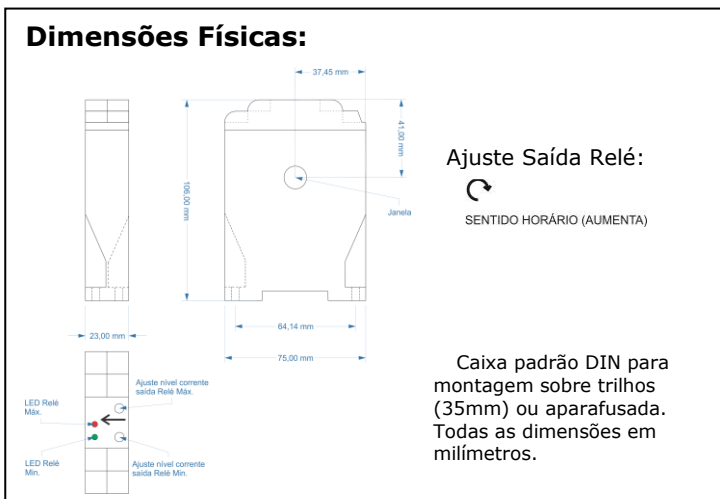 Dimensões Físicas:
37,45 mm
41,00 mm
106,00 mm
Janela
Ajuste Saída Relé:
SENTIDO HORÁRIO (AUMENTA)
23,00 mm
64,14 mm
75,00 mm
LED Relé
Máx.
Ajuste nível corrente
saída Relé Máx.
LED Relé
Min.
Ajuste nível corrente
saída Relé Min.
Caixa padrão DIN para
montagem sobre trilhos
(35mm) ou aparafusada.
Todas as dimensões em
milímetros.